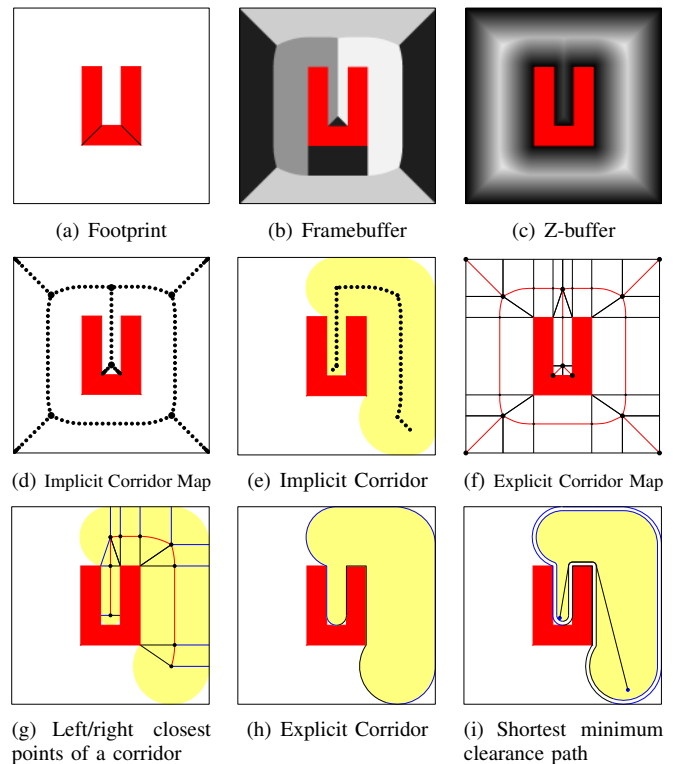 (a) Footprint
(b) Framebuffer
(c) Z-buffer
(d) Implicit Corridor Map
(e) Implicit Corridor
(f) Explicit Corridor Map
(g) Left/right closest
points of a corridor
(h) Explicit Corridor
(i) Shortest minimum
clearance path